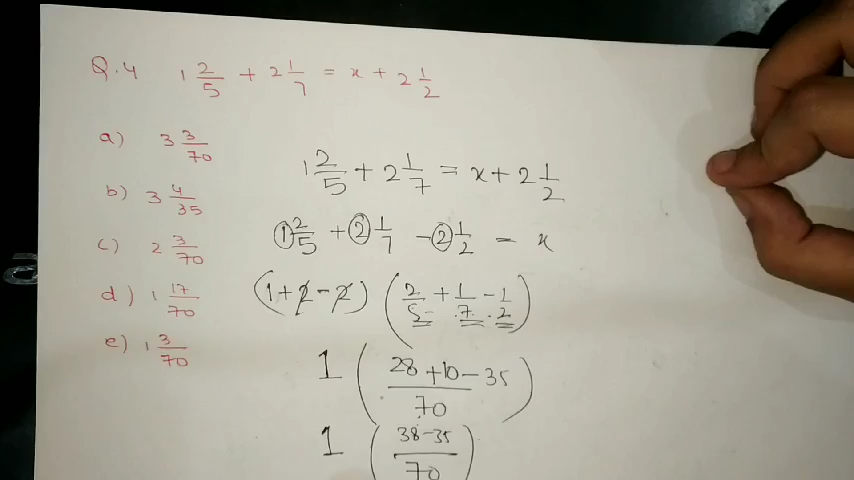 Q.4 1 2/5 + 2 1/7 = x + 2 1/2
a) 3 3/70
b) 3 4/35
c) 2 3/70
d) 1 17/70
e) 1 3/70
1 2/5 + 2 1/7 = x + 2 1/2
1 2/5 + 2 1/7 - 2 1/2 = x
(1 + 2 - 2) (2/5 + 1/7 - 1/2)
1 (28 + 10 - 35 / 70)
1 (38 - 35 / 70)